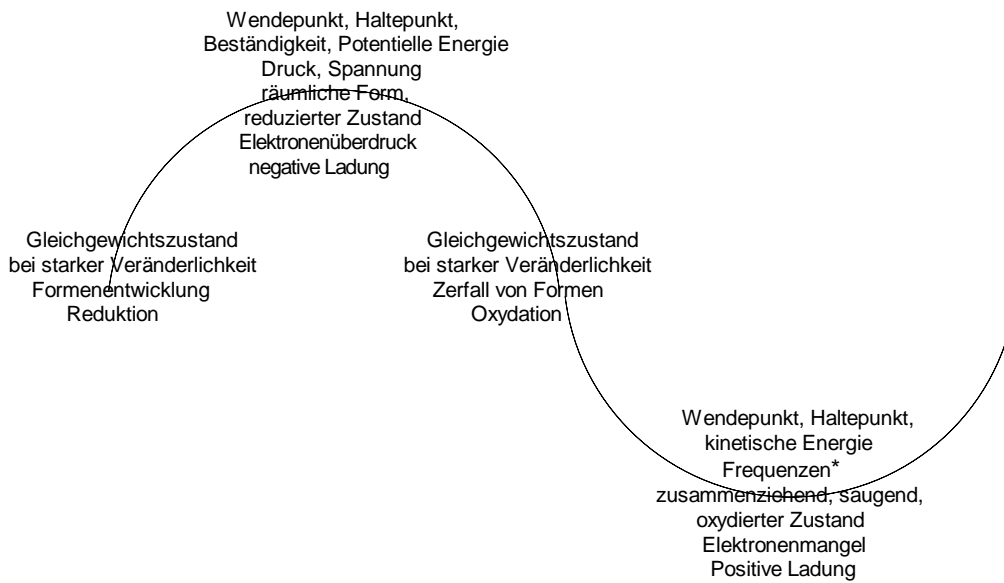 Wendepunkt, Haltepunkt,
Beständigkeit, Potentielle Energie
Druck, Spannung
räumliche Form,
reduzierter Zustand
Elektronenüberdruck
negative Ladung
Gleichgewichtszustand
bei starker Veränderlichkeit
Formenentwicklung
Reduktion
Gleichgewichtszustand
bei starker Veränderlichkeit
Zerfall von Formen
Oxydation
Wendepunkt, Haltepunkt,
kinetische Energie
Frequenzen*
zusammenziehend, saugend,
oxydierter Zustand
Elektronenmangel
Positive Ladung